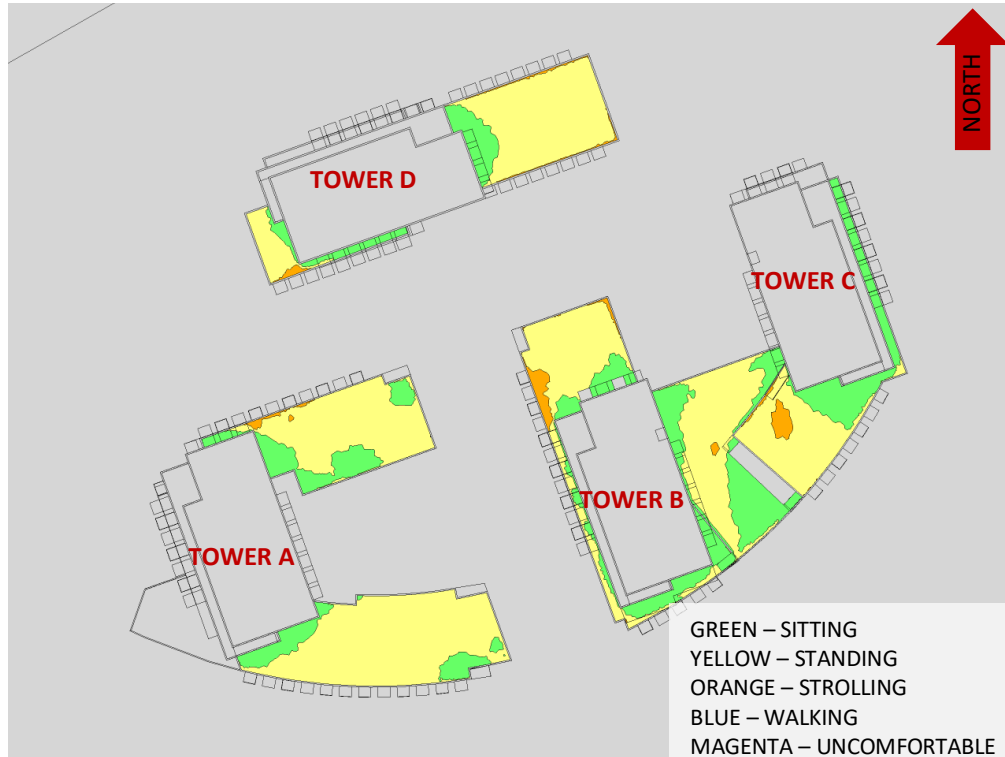 NORTH
TOWER D
TOWER C
TOWER B
TOWER A
GREEN – SITTING
YELLOW – STANDING
ORANGE – STROLLING
BLUE – WALKING
MAGENTA – UNCOMFORTABLE